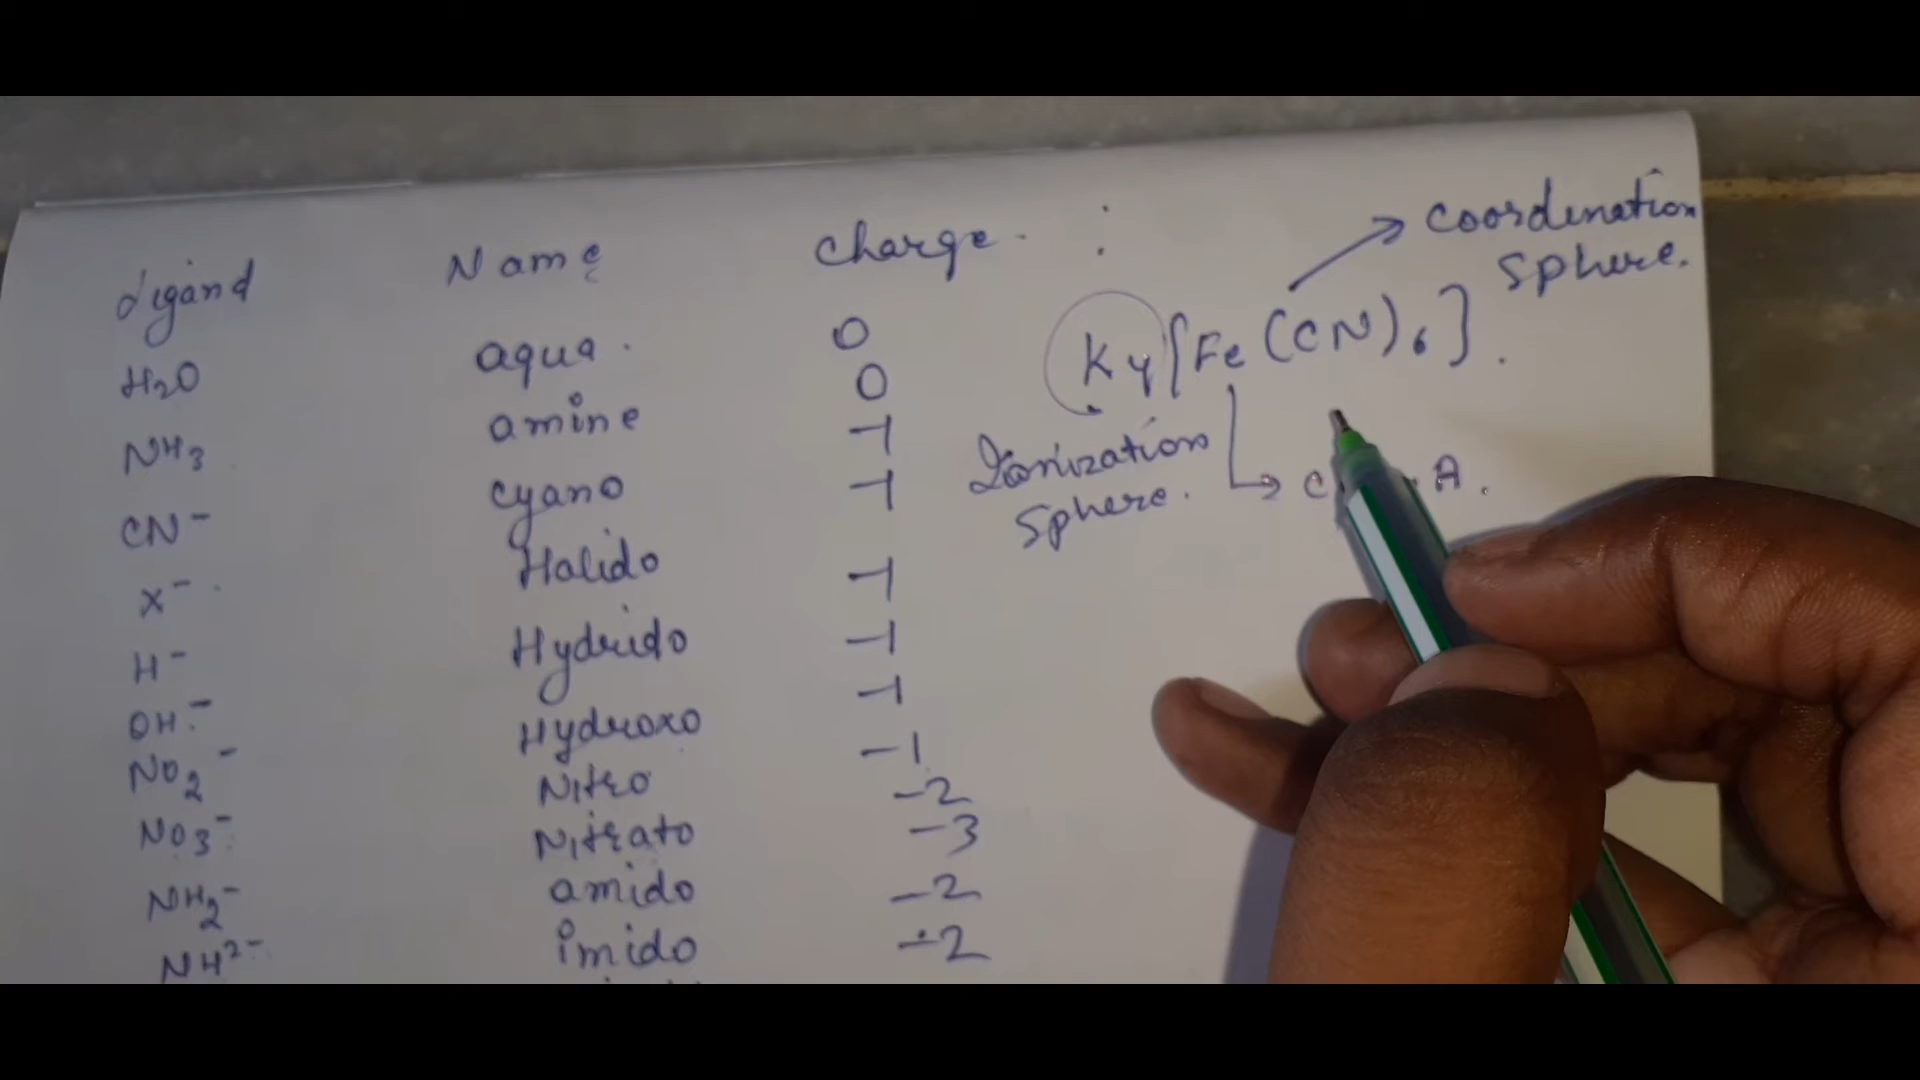 Ligand Name Charge :
H2O aqua. 0
NH3 amine 0
CN- cyano -1
X- Halido -1
H- Hydrido -1
OH- Hydroxo -1
NO2- Nitro -1
NO3- Nitrato -1
NH2- amido -2
NH2- imido -3
-2
-2
→ Coordination
Sphere.
K4[Fe(CN)6].
Ionization
Sphere.
→ A.